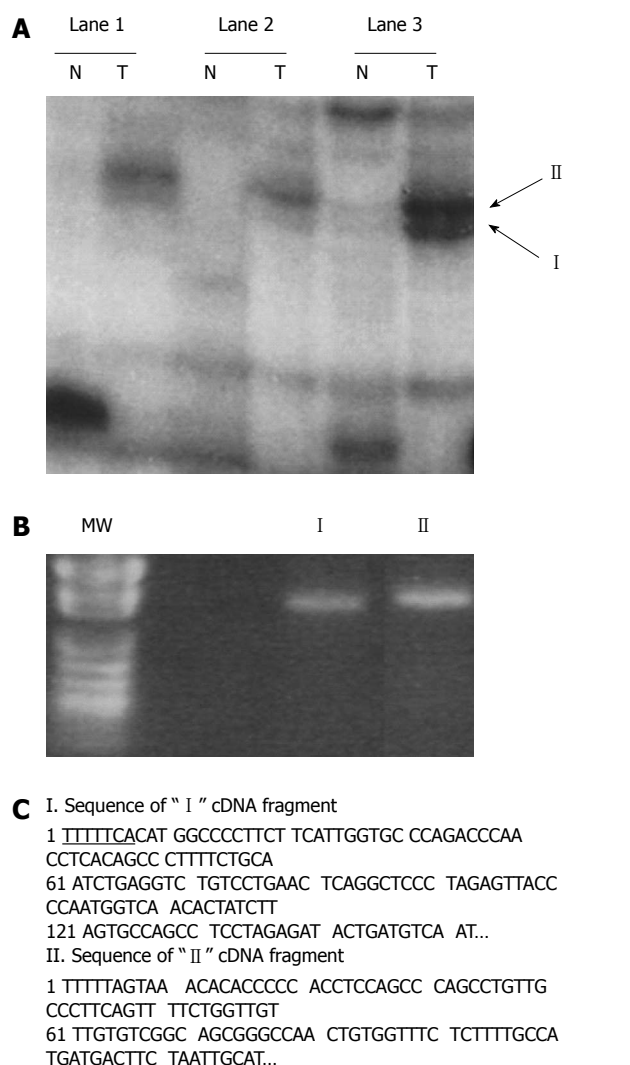 A
Lane 1 Lane 2 Lane 3
N T N T N T
Ⅱ
Ⅰ
B
MW Ⅰ Ⅱ
C
I. Sequence of “Ⅰ” cDNA fragment
1 TTTTTCACAT GGCCCCTTCT TCATTGGTGC CCAGACCCAA
CCTCACAGCC CTTTTCTGCA
61 ATCTGAGGTC TGTCCTGAAC TCAGGCTCCC TAGAGTTACC
CCAATGGTCA ACACTATCTT
121 AGTGCCAGCC TCCTAGAGAT ACTGATGTCA AT...
II. Sequence of “Ⅱ” cDNA fragment
1 TTTTTAGTAA ACACACCCCC ACCTCCAGCC CAGCCTGTTG
CCCTTCAGTT TTCTGGTTGT
61 TTGTGTCGGC AGCGGGCCAA CTGTGGTTTC TCTTTTGCCA
TGATGACTTC TAATTGCAT...